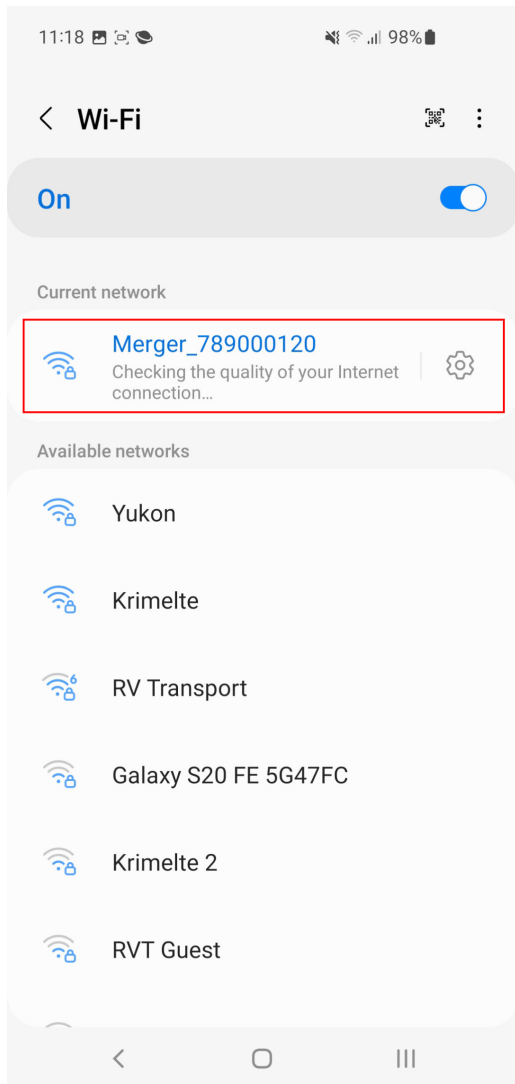 11:18 98%
Wi-Fi
On
Current network
Merger_789000120
Checking the quality of your Internet
connection...
Available networks
Yukon
Krimelte
6
RV Transport
Galaxy S20 FE 5G47FC
Krimelte 2
RVT Guest